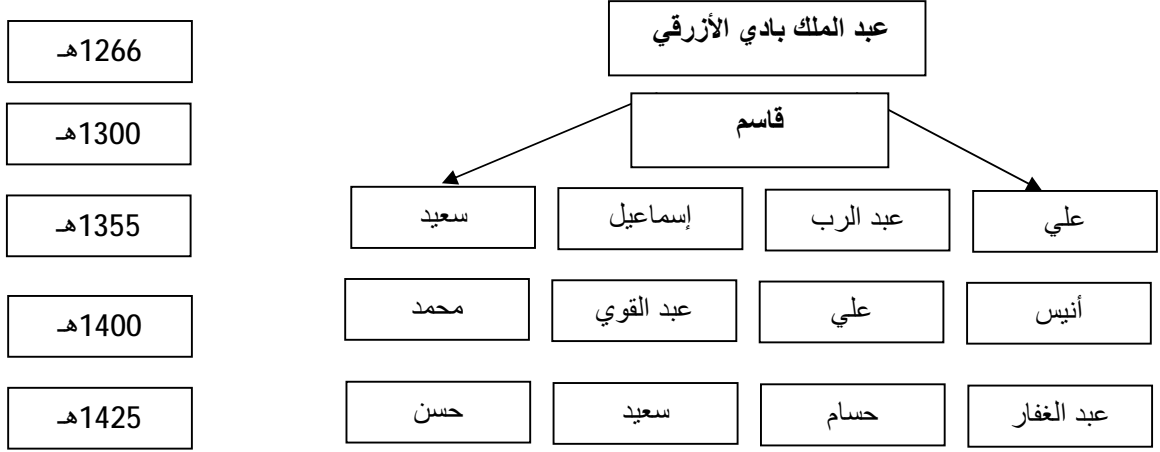 عبد الملك بادي الأزرقي
1266هـ
قاسم
1300هـ
علي
عبد الرب
إسماعيل
سعيد
1355هـ
أنيس
علي
عبد القوي
محمد
1400هـ
عبد الغفار
حسام
سعيد
حسن
1425هـ